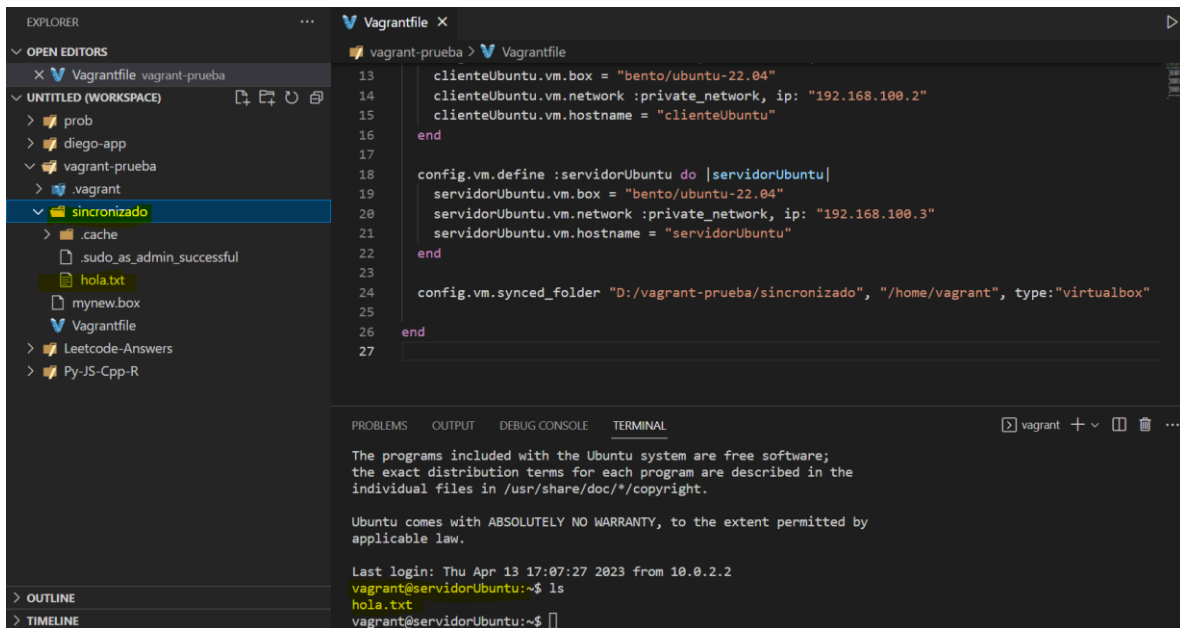 EXPLORER
OPEN EDITORS
Vagrantfile vagrant-prueba
UNTITLED (WORKSPACE)
prob
diego-app
vagrant-prueba
.vagrant
sincronizado
.cache
.sudo_as_admin_successful
hola.txt
mynew.box
Vagrantfile
Leetcode-Answers
Py-JS-Cpp-R
OUTLINE
TIMELINE
Vagrantfile
vagrant-prueba > Vagrantfile
13 clienteUbuntu.vm.box = "bento/ubuntu-22.04"
14 clienteUbuntu.vm.network :private_network, ip: "192.168.100.2"
15 clienteUbuntu.vm.hostname = "clienteUbuntu"
16 end
17
18 config.vm.define :servidorUbuntu do |servidorUbuntu|
19 servidorUbuntu.vm.box = "bento/ubuntu-22.04"
20 servidorUbuntu.vm.network :private_network, ip: "192.168.100.3"
21 servidorUbuntu.vm.hostname = "servidorUbuntu"
22 end
23
24 config.vm.synced_folder "D:/vagrant-prueba/sincronizado", "/home/vagrant", type:"virtualbox"
25
26 end
27
PROBLEMS OUTPUT DEBUG CONSOLE TERMINAL vagrant
The programs included with the Ubuntu system are free software;
the exact distribution terms for each program are described in the
individual files in /usr/share/doc/*/copyright.
Ubuntu comes with ABSOLUTELY NO WARRANTY, to the extent permitted by
applicable law.
Last login: Thu Apr 13 17:07:27 2023 from 10.0.2.2
vagrant@servidorUbuntu:~$ ls
hola.txt
vagrant@servidorUbuntu:~$